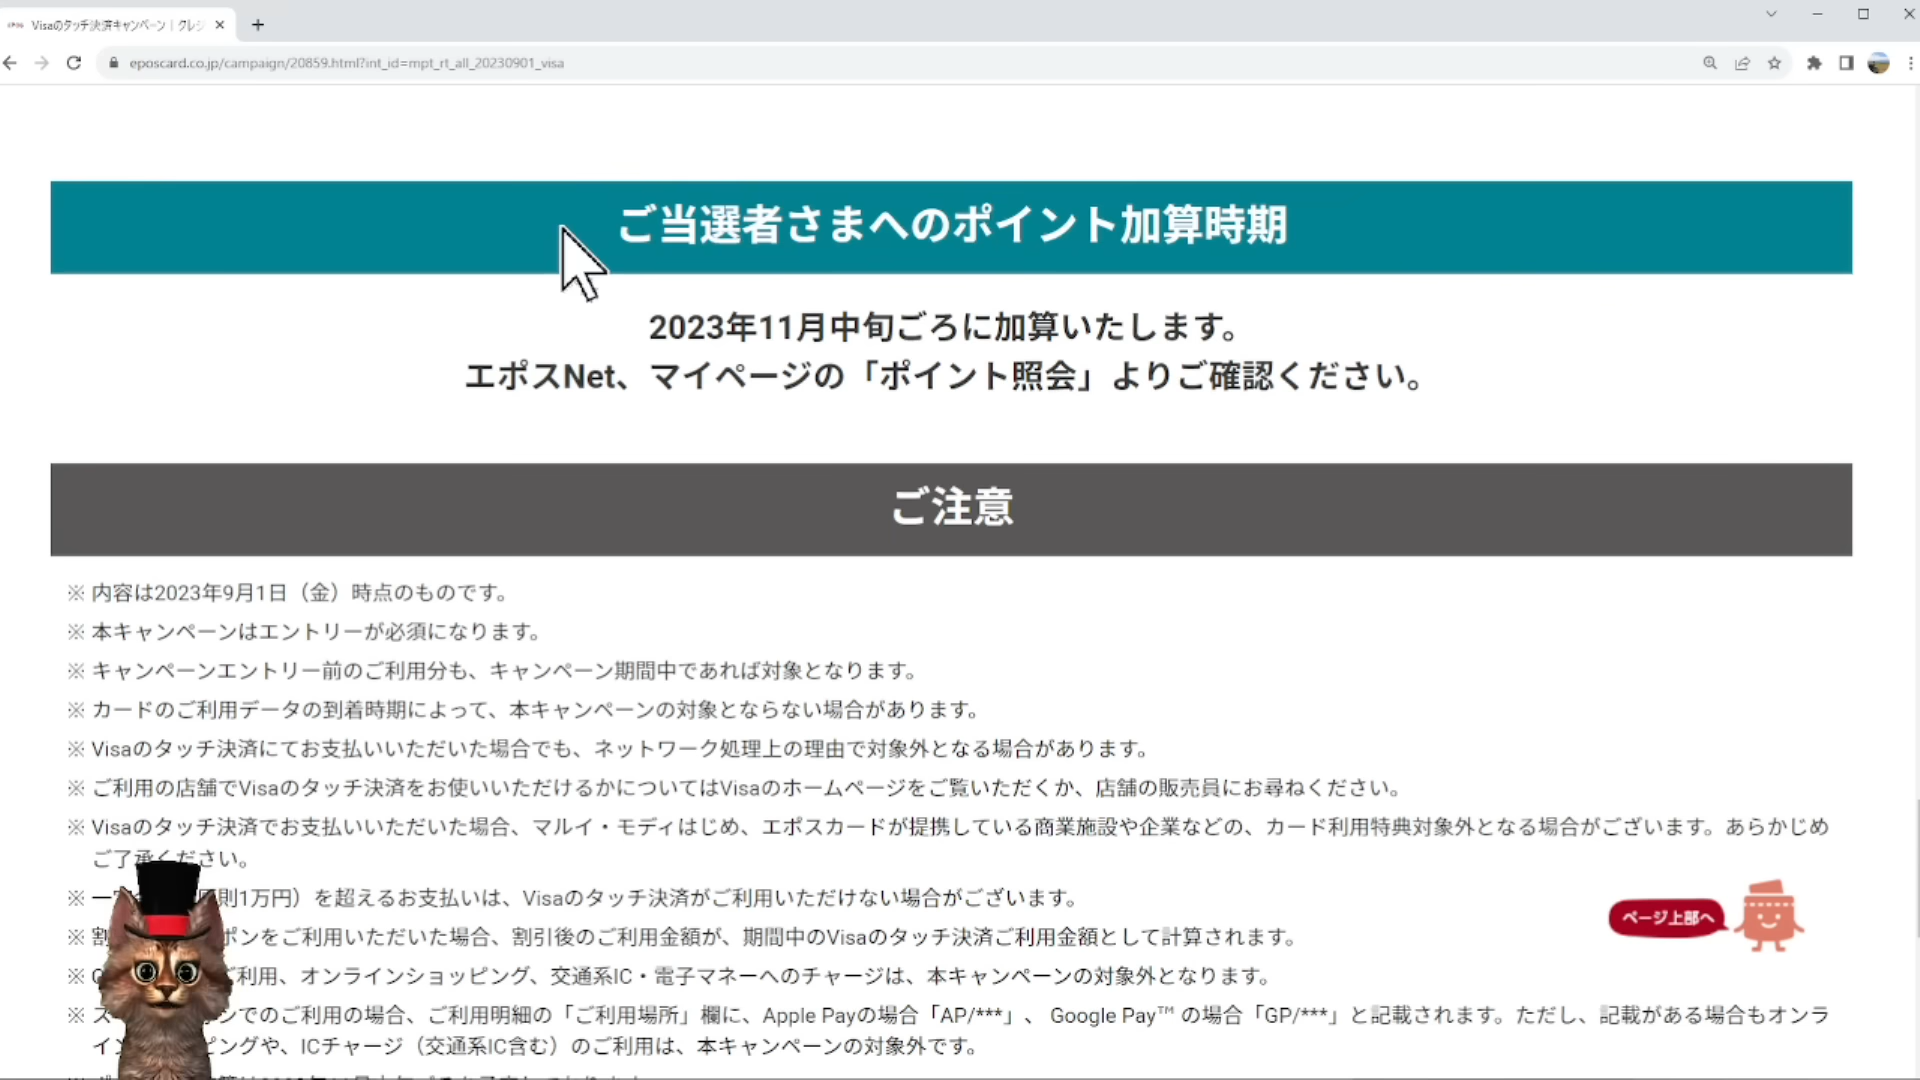 Visaのタッチ決済キャンペーン｜クレジ
eposcard.co.jp/campaign/20859.html?int_id=mpt_rt_all_20230901_visa
ご当選者さまへのポイント加算時期
2023年11月中旬ごろに加算いたします。
エポスNet、マイページの「ポイント照会」よりご確認ください。
ご注意
※ 内容は2023年9月1日（金）時点のものです。
※ 本キャンペーンはエントリーが必須になります。
※ キャンペーンエントリー前のご利用分も、キャンペーン期間中であれば対象となります。
※ カードのご利用データの到着時期によって、本キャンペーンの対象とならない場合があります。
※ Visaのタッチ決済にてお支払いいただいた場合でも、ネットワーク処理上の理由で対象外となる場合があります。
※ ご利用の店舗でVisaのタッチ決済をお使いいただけるかについてはVisaのホームページをご覧いただくか、店舗の販売員にお尋ねください。
※ Visaのタッチ決済でお支払いいただいた場合、マルイ・モディはじめ、エポスカードが提携している商業施設や企業などの、カード利用特典対象外となる場合がございます。あらかじめ
ご了承ください。
※ 一 則1万円）を超えるお支払いは、Visaのタッチ決済がご利用いただけない場合がございます。
※ 割 ポンをご利用いただいた場合、割引後のご利用金額が、期間中のVisaのタッチ決済ご利用金額として計算されます。
※ ご利用、オンラインショッピング、交通系IC・電子マネーへのチャージは、本キャンペーンの対象外となります。
※ ス ンでのご利用の場合、ご利用明細の「ご利用場所」欄に、Apple Payの場合「AP/***」、 Google Pay™ の場合「GP/***」と記載されます。ただし、記載がある場合もオンラ
イン ピングや、ICチャージ（交通系IC含む）のご利用は、本キャンペーンの対象外です。
ページ上部へ